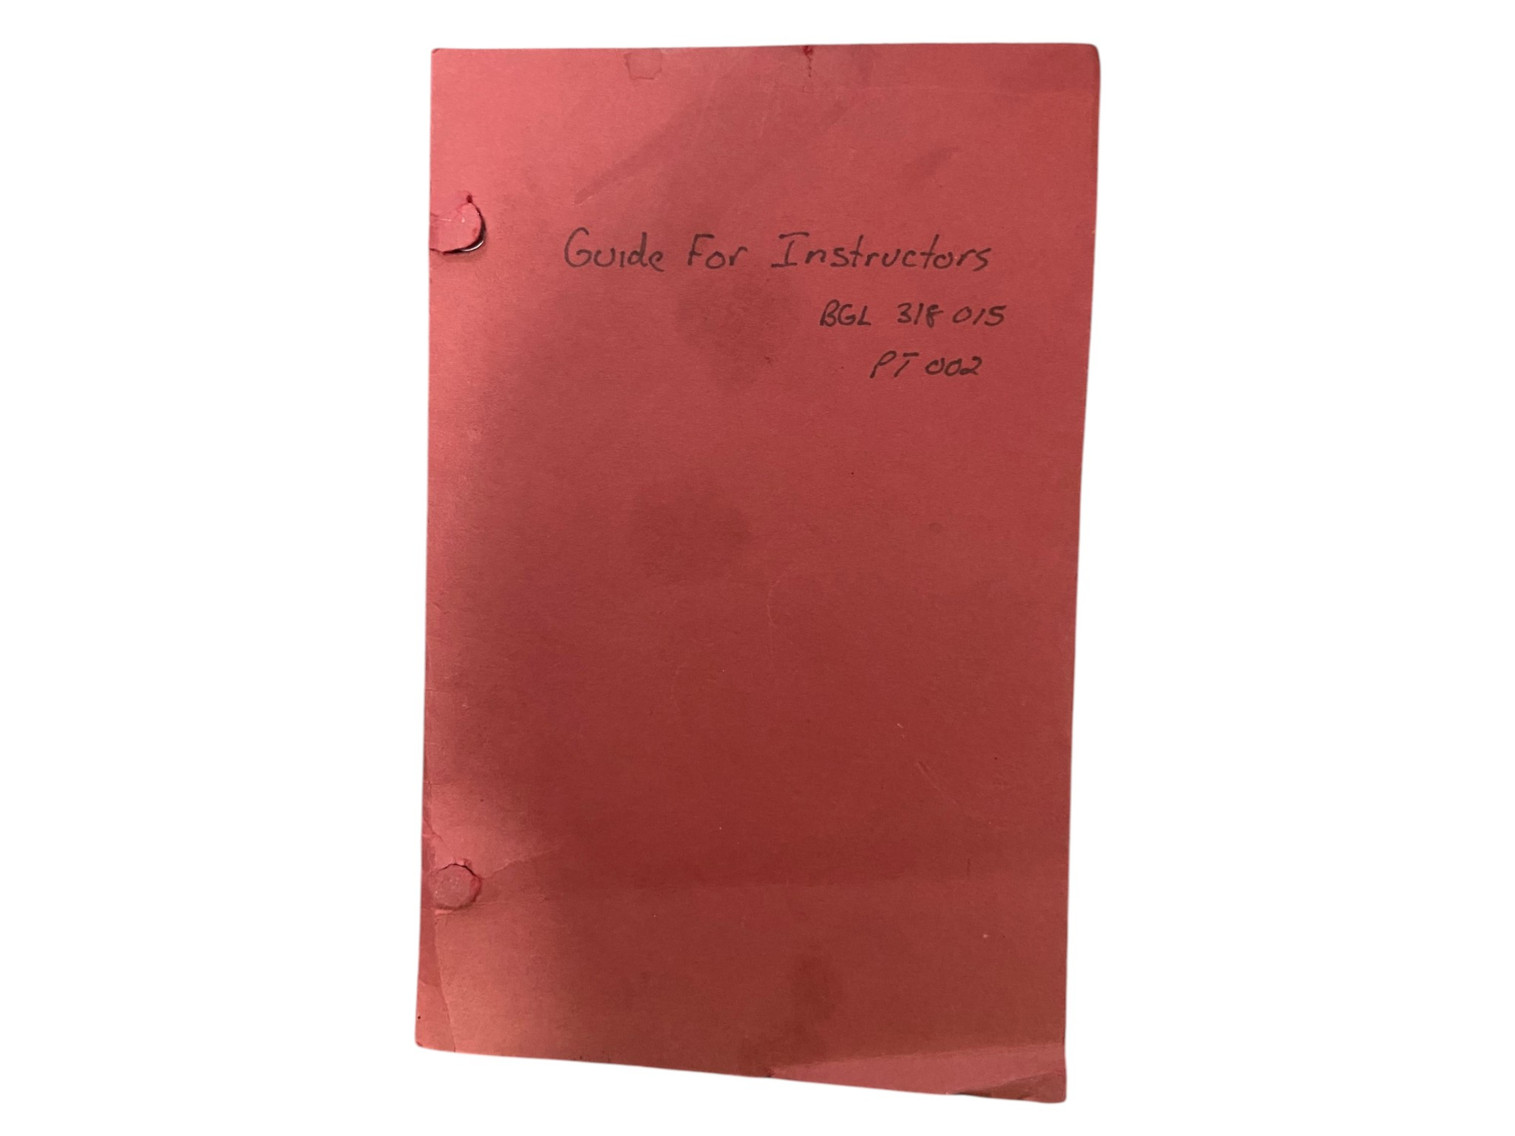 Guide For Instructors
BGL 318 015
PT 002